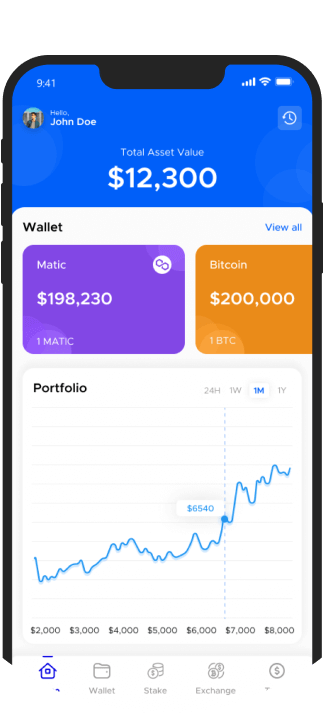 9:41
Hello,
John Doe
Total Asset Value
$12,300
Wallet View all
Matic Bitcoin
$198,230 $200,000
1 MATIC 1 BTC
Portfolio 24H 1W 1M 1Y
$6540
$2,000 $3,000 $4,000 $5,000 $6,000 $7,000 $8,000
Wallet Stake Exchange